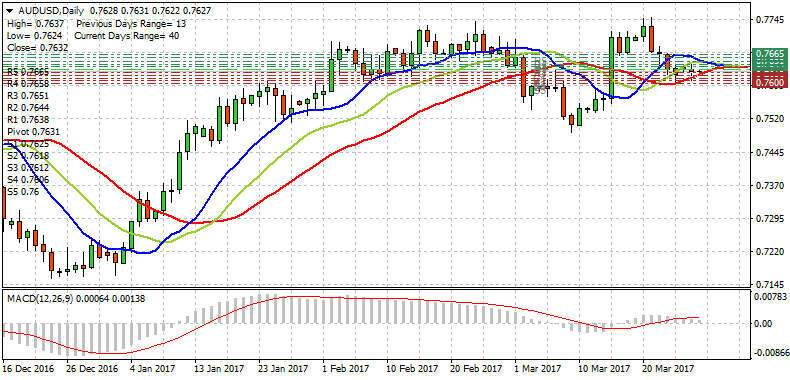 AUDUSD,Daily 0.7628 0.7631 0.7622 0.7627
High= 0.7637 Previous Days Range= 13
Low= 0.7624 Current Days Range= 40
Close= 0.7632
R5 0.7665
R4 0.7658
R3 0.7651
R2 0.7644
R1 0.7638
Pivot 0.7631
S1 0.7625
S2 0.7618
S3 0.7612
S4 0.7606
S5 0.76
0.7745
0.7665
0.7600
0.7520
0.7445
0.7370
0.7295
0.7220
0.7145
MACD(12,26,9) 0.00064 0.00138
0.00783
0.00
-0.00866
16 Dec 2016 26 Dec 2016 4 Jan 2017 13 Jan 2017 23 Jan 2017 1 Feb 2017 10 Feb 2017 20 Feb 2017 1 Mar 2017 10 Mar 2017 20 Mar 2017